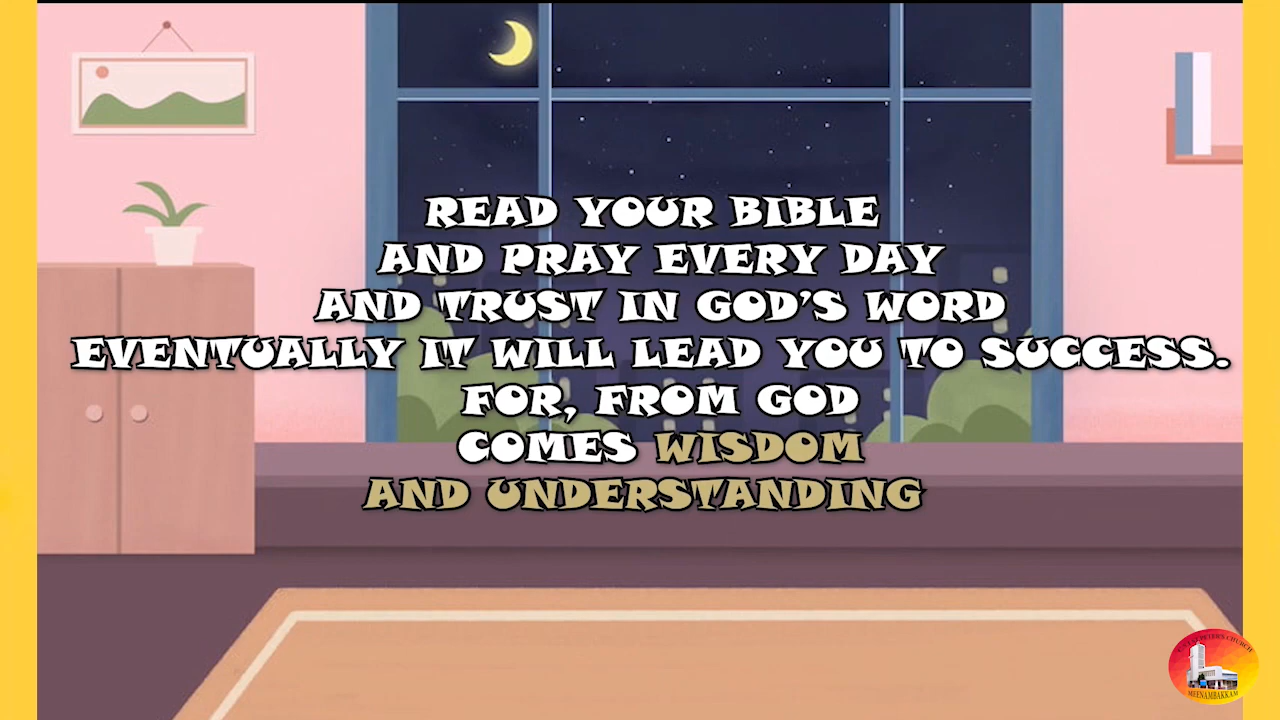 READ YOUR BIBLE
AND PRAY EVERY DAY
AND TRUST IN GOD'S WORD
EVENTUALLY IT WILL LEAD YOU TO SUCCESS.
FOR, FROM GOD
COMES WISDOM
AND UNDERSTANDING
MEENAMBAKKAM